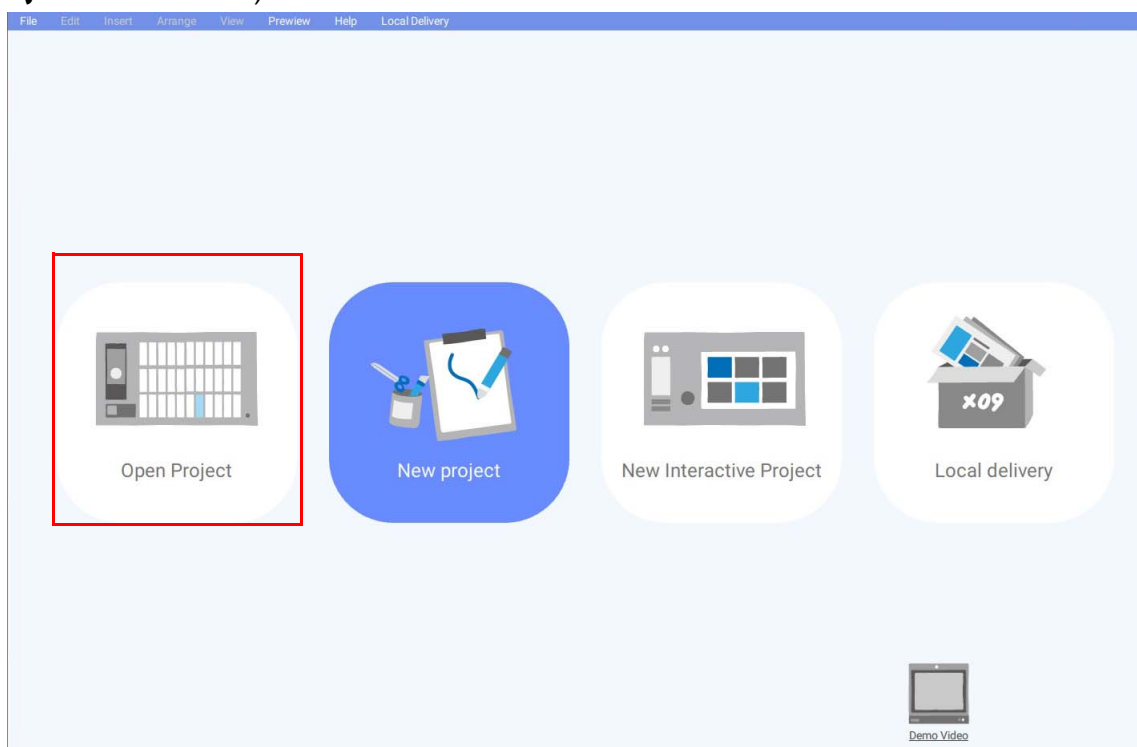 File Edit Insert Arrange View Prewiew Help Local Delivery
×09
Open Project New project New Interactive Project Local delivery
Demo Video